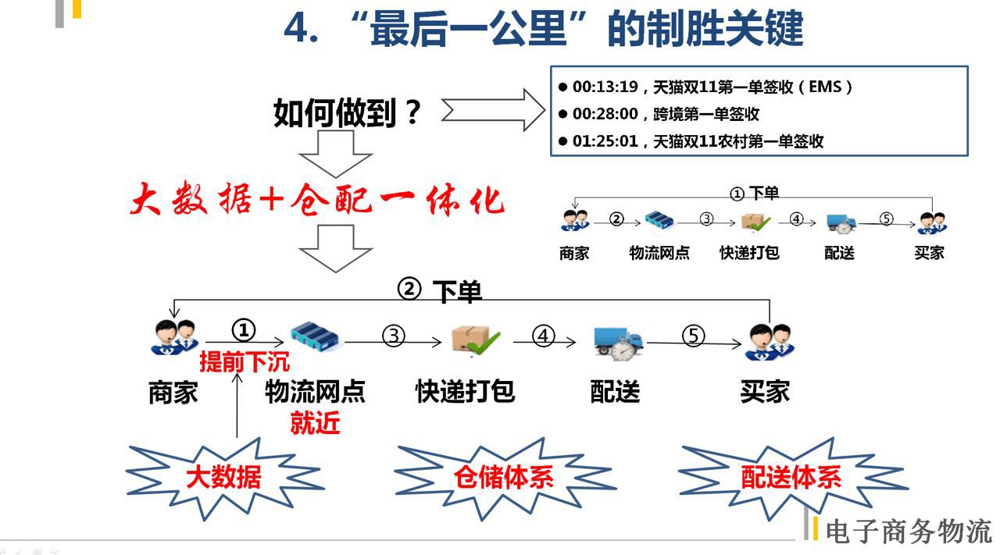 4. “最后一公里”的制胜关键
如何做到？
● 00:13:19，天猫双11第一单签收（EMS）
● 00:28:00，跨境第一单签收
● 01:25:01，天猫双11农村第一单签收
大数据+仓配一体化
① 下单
② ③ ④ ⑤
商家 物流网点 快递打包 配送 买家
② 下单
① ③ ④ ⑤
提前下沉
商家 物流网点 快递打包 配送 买家
就近
大数据 仓储体系 配送体系
电子商务物流